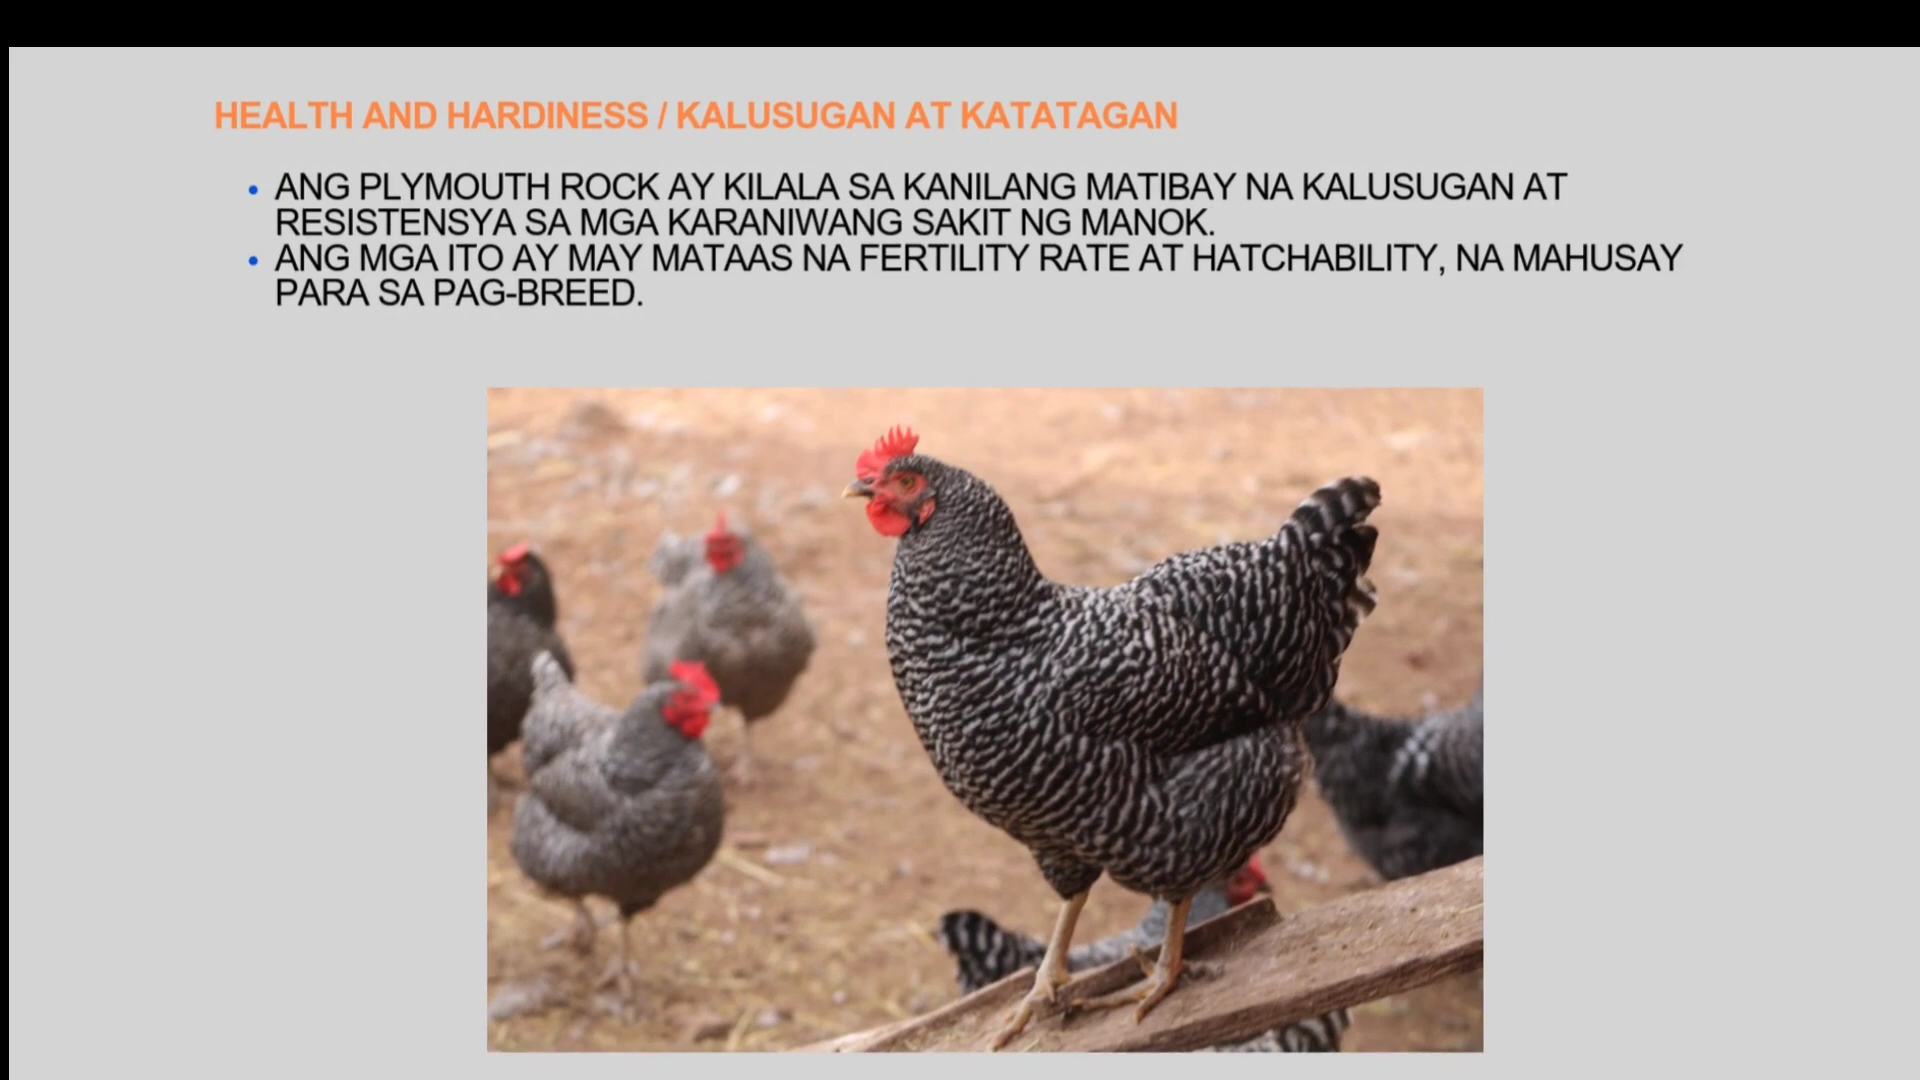 HEALTH AND HARDINESS / KALUSUGAN AT KATATAGAN
• ANG PLYMOUTH ROCK AY KILALA SA KANILANG MATIBAY NA KALUSUGAN AT
RESISTENSYA SA MGA KARANIWANG SAKIT NG MANOK.
• ANG MGA ITO AY MAY MATAAS NA FERTILITY RATE AT HATCHABILITY, NA MAHUSAY
PARA SA PAG-BREED.